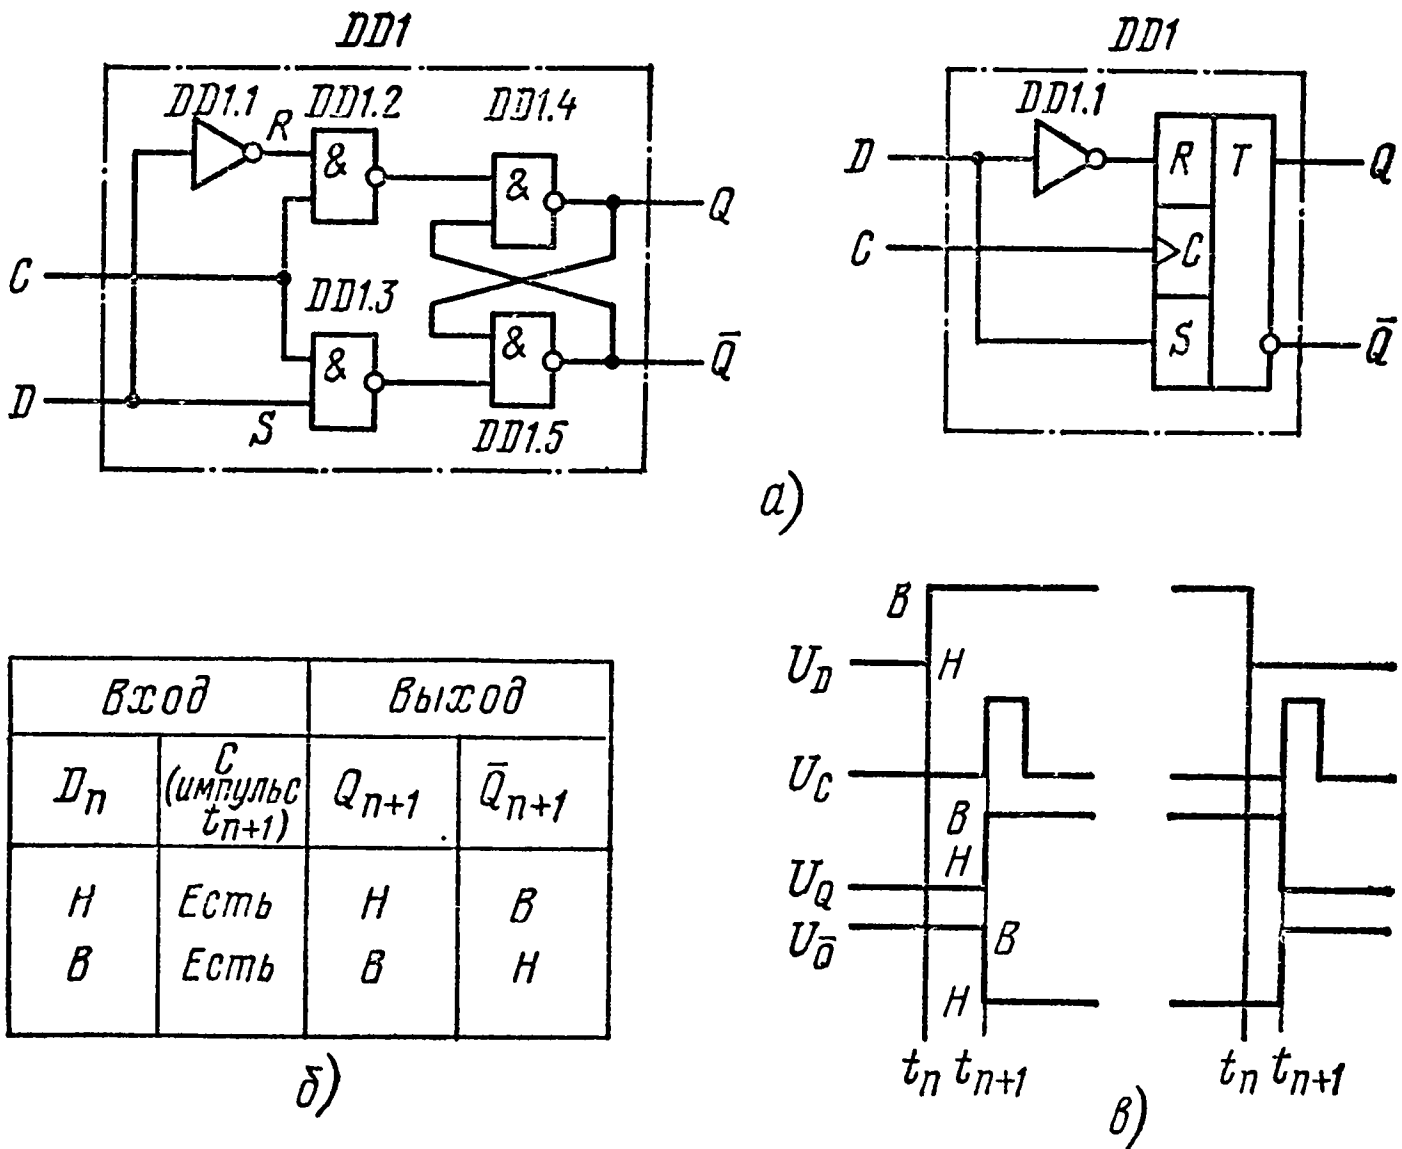 DD1
DD1.1
R
DD1.2
DD1.4
&
&
Q
C
DD1.3
&
&
Q̄
D
S
DD1.5
DD1
DD1.1
D
R
T
Q
C
C
S
Q̄
а)
вход
выход
Dn
C (импульс tn+1)
Qn+1
Q̄n+1
Н Есть Н В
В Есть В Н
б)
В
UD
Н
UC
В
Н
UQ
UQ̄
В
Н
tn tn+1
tn tn+1
в)